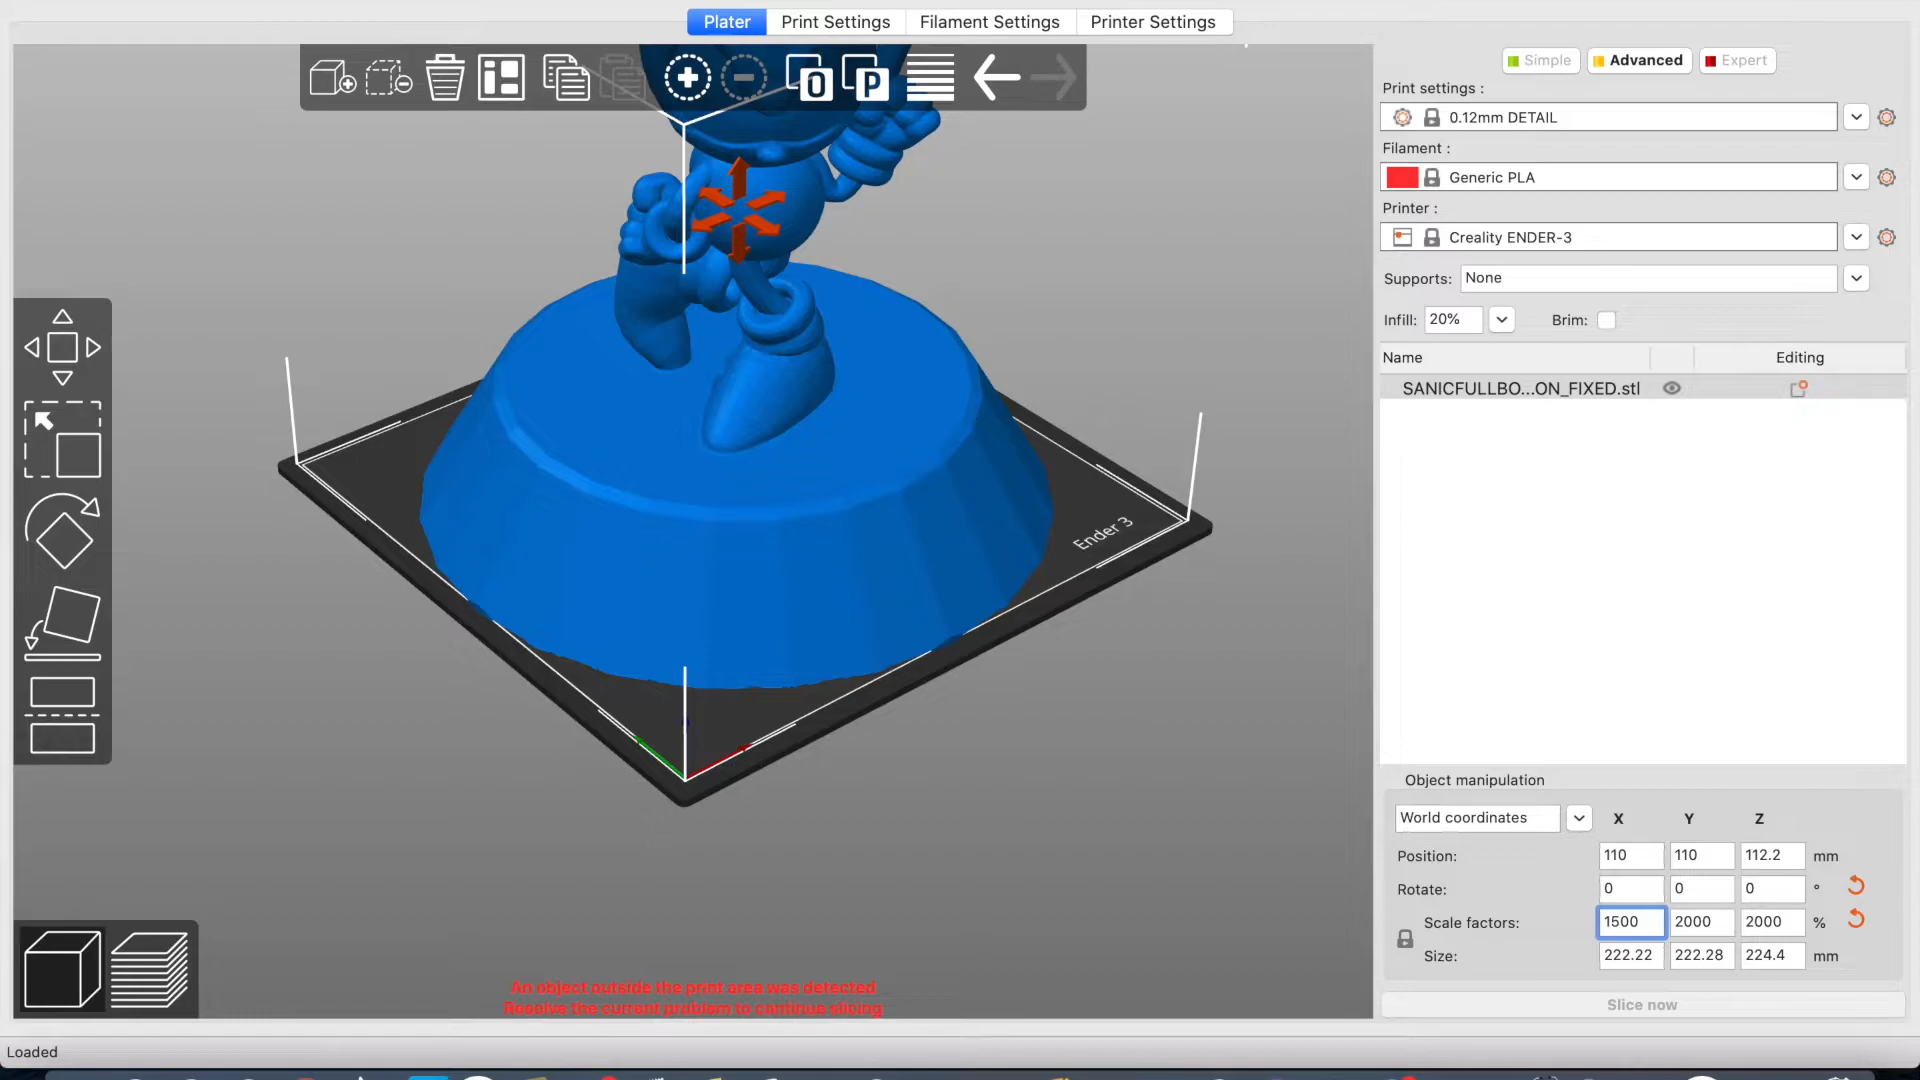 Plater Print Settings Filament Settings Printer Settings
Simple Advanced Expert
Print settings :
0.12mm DETAIL
Filament :
Generic PLA
Printer :
Creality ENDER-3
Supports: None
Infill: 20% Brim:
Name Editing
SANICFULLBO...ON_FIXED.stl
O P
Ender 3
Object manipulation
World coordinates X Y Z
Position: 110 110 112.2 mm
Rotate: 0 0 0 °
Scale factors: 1500 2000 2000 %
Size: 222.22 222.28 224.4 mm
An object outside the print area was detected
Resolve the current problem to continue slicing
Slice now
Loaded